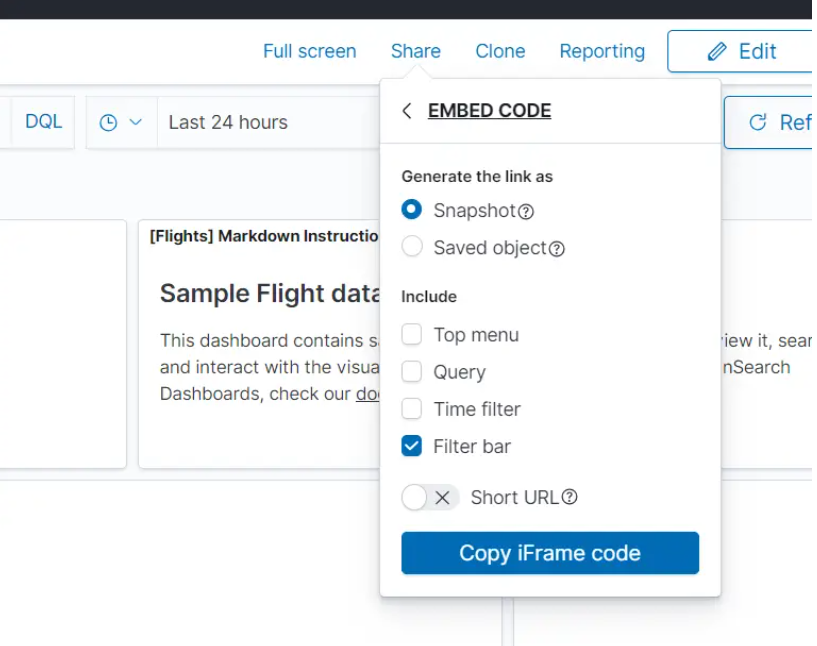 Full screen Share Clone Reporting Edit
DQL Last 24 hours Ref
EMBED CODE
Generate the link as
Snapshot
Saved object
Include
Top menu
Query
Time filter
Filter bar
Short URL
Copy iFrame code
[Flights] Markdown Instructio
Sample Flight data
This dashboard contains s
and interact with the visua
Dashboards, check our do
iew it, sear
nSearch